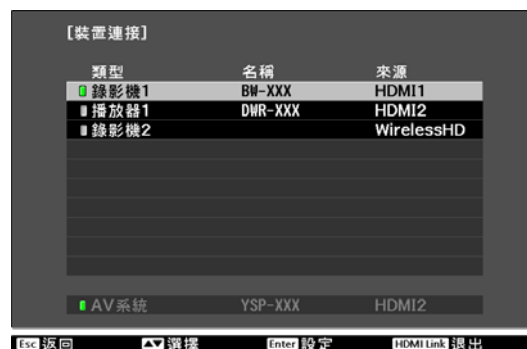 [裝置連接]
類型 名稱 來源
錄影機1 BW-XXX HDMI1
播放器1 DWR-XXX HDMI2
錄影機2 WirelessHD
AV系統 YSP-XXX HDMI2
Esc 返回 ▲▼ 選擇 Enter 設定 HDMI Link 退出